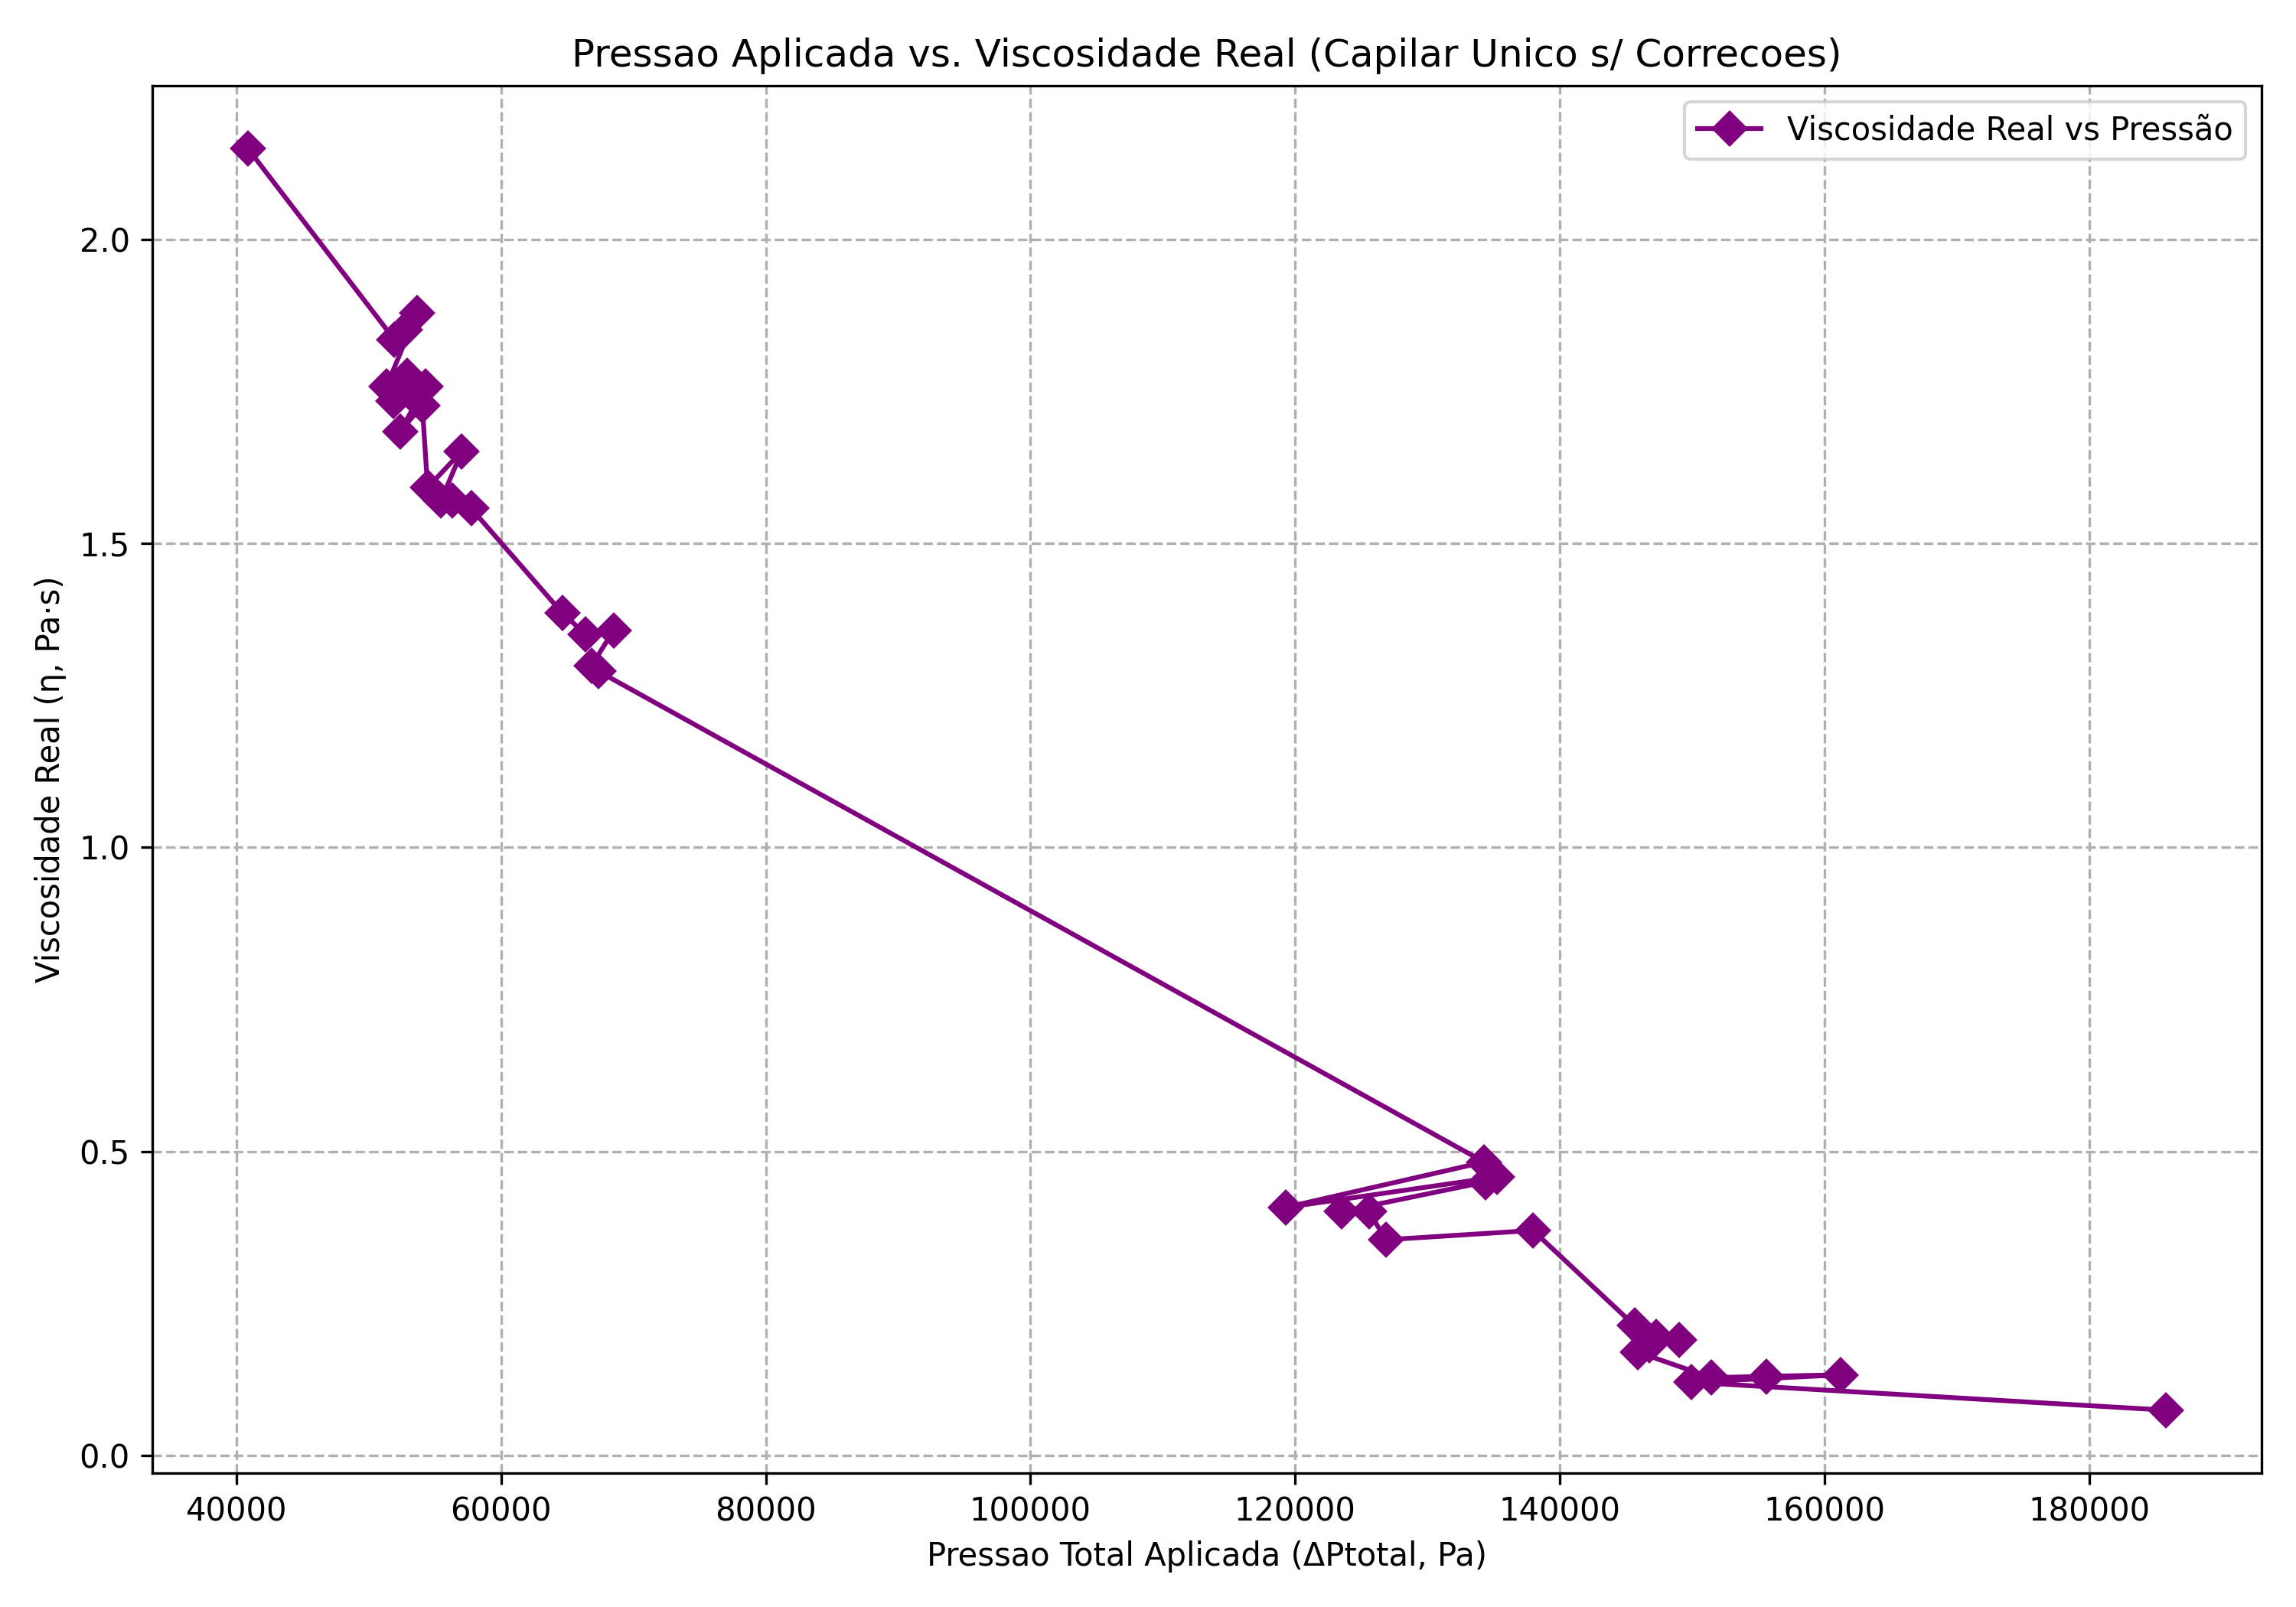 Pressao Aplicada vs. Viscosidade Real (Capilar Unico s/ Correcoes)
Viscosidade Real vs Pressão
Viscosidade Real (η, Pa·s)
2.0
1.5
1.0
0.5
0.0
40000 60000 80000 100000 120000 140000 160000 180000
Pressao Total Aplicada (ΔPtotal, Pa)